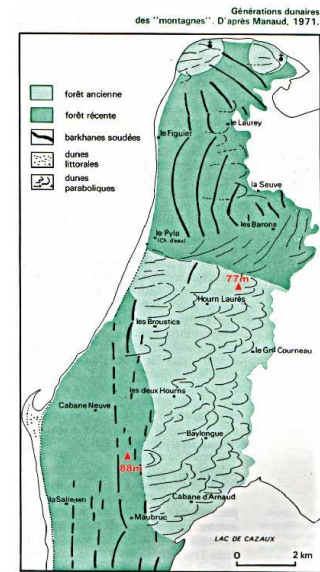 Générations dunaires
des "montagnes". D'après Manaud, 1971.
forêt ancienne
forêt récente
barkhanes soudées
dunes
littorales
dunes
paraboliques
le Figuier
le Laurey
la Seuve
les Barons
le Pyla
(Ch. d'eau)
77m
Hourn Laurès
les Broustics
le Grd Courneau
les deux Hourns
Cabane Neuve
Baylongue
88m
la Salie
Cabane d'Arnaud
Maubruc
LAC DE CAZAUX
0 2 km